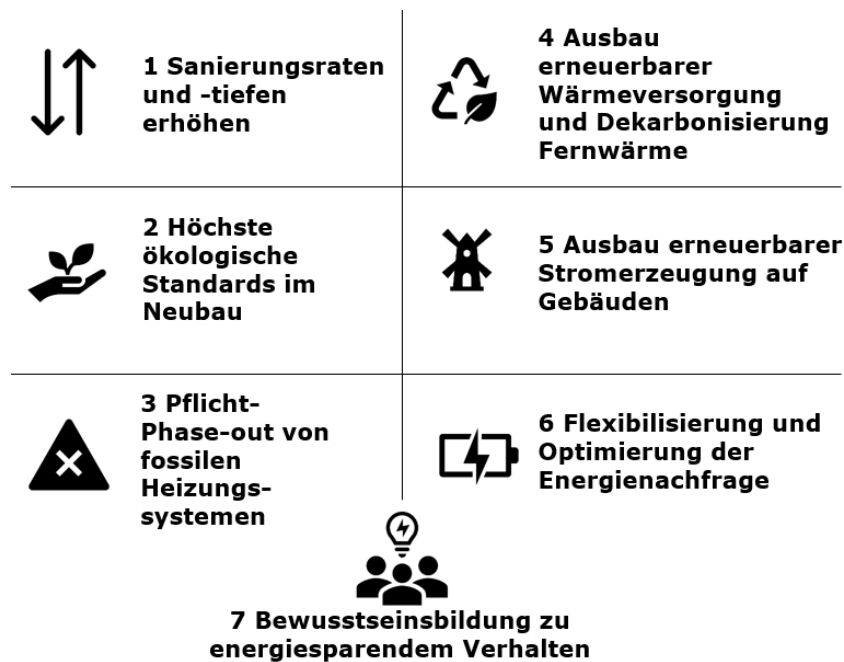 1 Sanierungsraten
und -tiefen
erhöhen
2 Höchste
ökologische
Standards im
Neubau
3 Pflicht-
Phase-out von
fossilen
Heizungs-
systemen
4 Ausbau
erneuerbarer
Wärmeversorgung
und Dekarbonisierung
Fernwärme
5 Ausbau erneuerbarer
Stromerzeugung auf
Gebäuden
6 Flexibilisierung und
Optimierung der
Energienachfrage
7 Bewusstseinsbildung zu
energiesparendem Verhalten